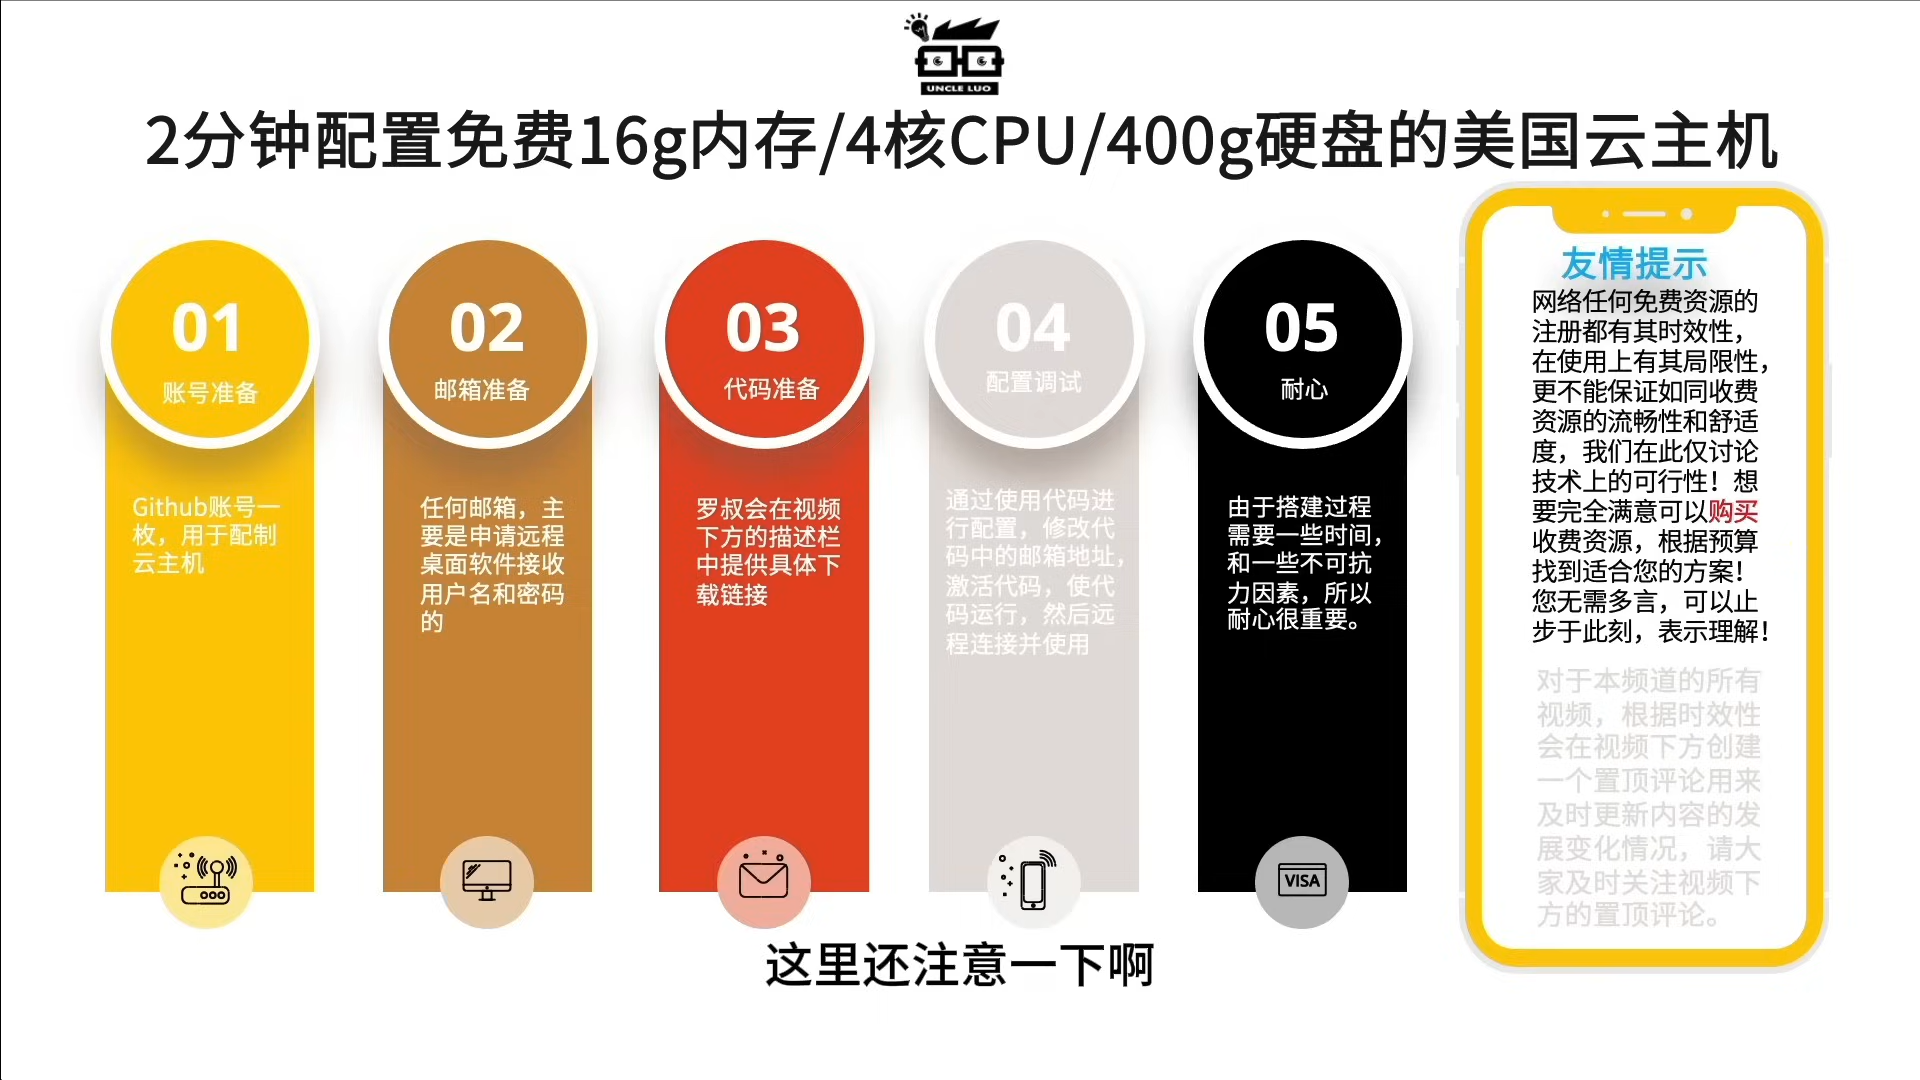 UNCLE LUO
2分钟配置免费16g内存/4核CPU/400g硬盘的美国云主机
01
账号准备
Github账号一
枚，用于配制
云主机
02
邮箱准备
任何邮箱，主
要是申请远程
桌面软件接收
用户名和密码
的
03
代码准备
罗叔会在视频
下方的描述栏
中提供具体下
载链接
04
配置调试
通过使用代码进
行配置，修改代
码中的邮箱地址，
激活代码，使代
码运行，然后远
程连接并使用
05
耐心
由于搭建过程
需要一些时间，
和一些不可抗
力因素，所以
耐心很重要。
VISA
友情提示
网络任何免费资源的
注册都有其时效性，
在使用上有其局限性，
更不能保证如同收费
资源的流畅性和舒适
度，我们在此仅讨论
技术上的可行性！想
要完全满意可以购买
收费资源，根据预算
找到适合您的方案！
您无需多言，可以止
步于此刻，表示理解！
对于本频道的所有
视频，根据时效性
会在视频下方创建
一个置顶评论用来
及时更新内容的发
展变化情况，请大
家及时关注视频下
方的置顶评论。
这里还注意一下啊